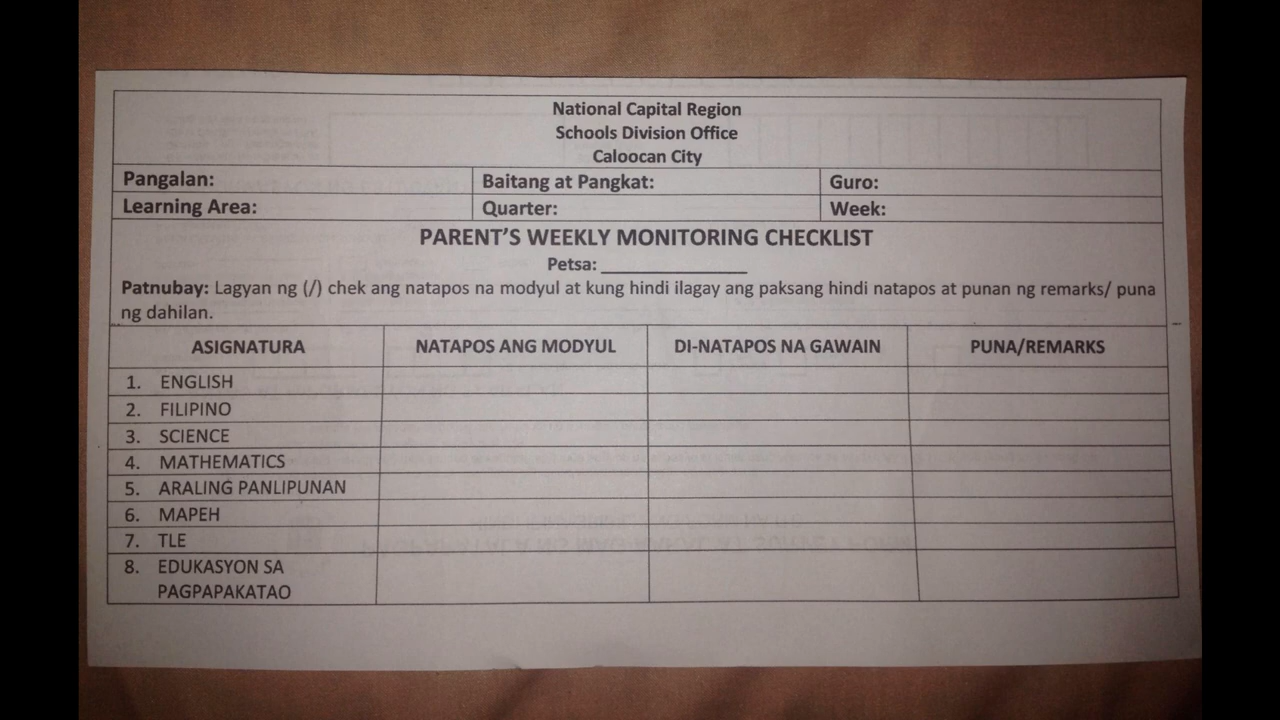 National Capital Region
Schools Division Office
Caloocan City
Pangalan: Baitang at Pangkat: Guro:
Learning Area: Quarter: Week:
PARENT'S WEEKLY MONITORING CHECKLIST
Petsa: _______________
Patnubay: Lagyan ng (/) chek ang natapos na modyul at kung hindi ilagay ang paksang hindi natapos at punan ng remarks/ puna
ng dahilan.
ASIGNATURA NATAPOS ANG MODYUL DI-NATAPOS NA GAWAIN PUNA/REMARKS
1. ENGLISH
2. FILIPINO
3. SCIENCE
4. MATHEMATICS
5. ARALING PANLIPUNAN
6. MAPEH
7. TLE
8. EDUKASYON SA
PAGPAPAKATAO